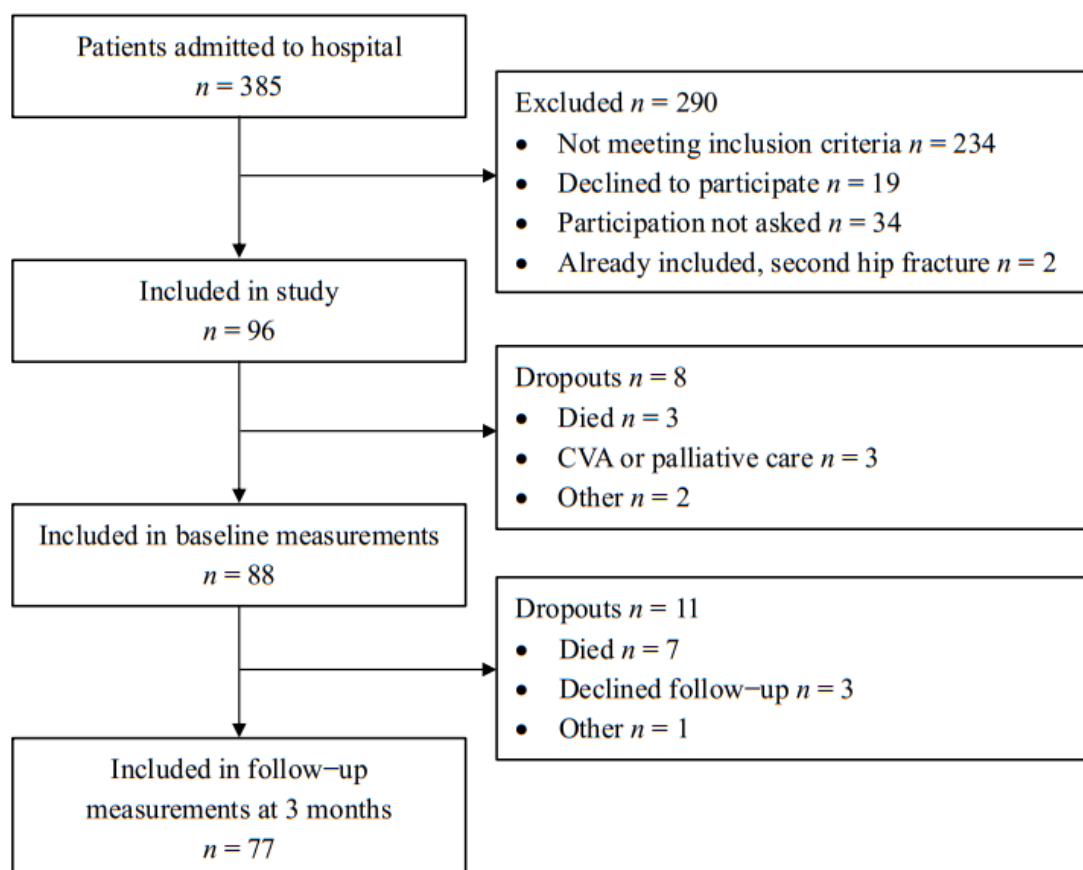 Patients admitted to hospital
n = 385
Excluded n = 290
• Not meeting inclusion criteria n = 234
• Declined to participate n = 19
• Participation not asked n = 34
• Already included, second hip fracture n = 2
Included in study
n = 96
Dropouts n = 8
• Died n = 3
• CVA or palliative care n = 3
• Other n = 2
Included in baseline measurements
n = 88
Dropouts n = 11
• Died n = 7
• Declined follow−up n = 3
• Other n = 1
Included in follow−up
measurements at 3 months
n = 77